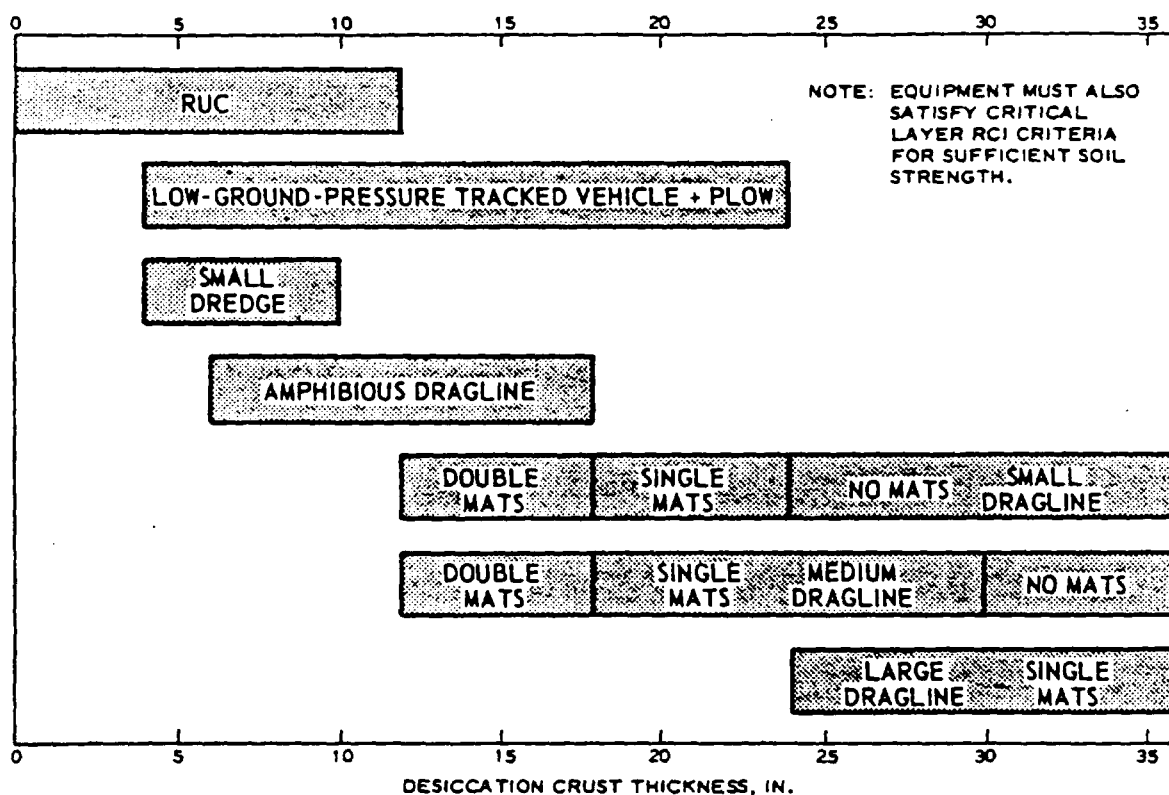 0 5 10 15 20 25 30 35
RUC
NOTE: EQUIPMENT MUST ALSO
SATISFY CRITICAL
LAYER RCI CRITERIA
FOR SUFFICIENT SOIL
STRENGTH.
LOW-GROUND-PRESSURE TRACKED VEHICLE + PLOW
SMALL
DREDGE
AMPHIBIOUS DRAGLINE
DOUBLE
MATS
SINGLE
MATS
NO MATS
SMALL
DRAGLINE
DOUBLE
MATS
SINGLE
MATS
MEDIUM
DRAGLINE
NO MATS
LARGE
DRAGLINE
SINGLE
MATS
0 5 10 15 20 25 30 35
DESICCATION CRUST THICKNESS, IN.